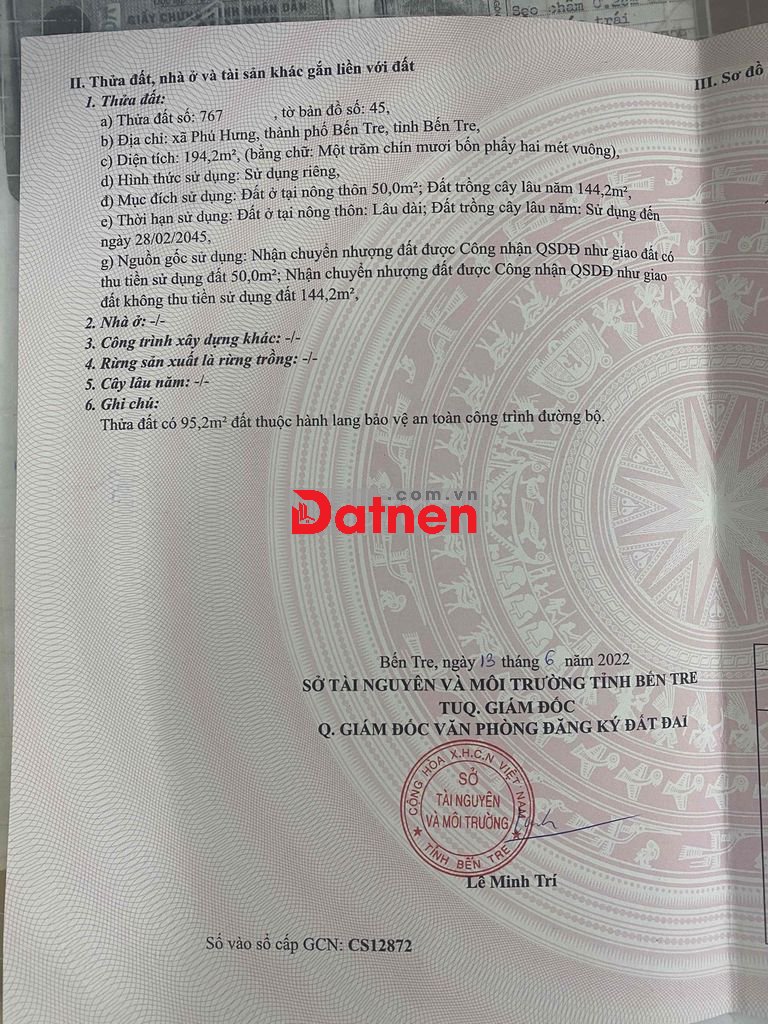 GIẤY CHỨNG MINH NHÂN DÂN
Sẹo chấm
trái
II. Thửa đất, nhà ở và tài sản khác gắn liền với đất
III. Sơ đồ
1. Thửa đất:
a) Thửa đất số: 767 , tờ bản đồ số: 45,
b) Địa chỉ: xã Phú Hưng, thành phố Bến Tre, tỉnh Bến Tre,
c) Diện tích: 194,2m², (bằng chữ: Một trăm chín mươi bốn phẩy hai mét vuông),
d) Hình thức sử dụng: Sử dụng riêng,
đ) Mục đích sử dụng: Đất ở tại nông thôn 50,0m²; Đất trồng cây lâu năm 144,2m²,
e) Thời hạn sử dụng: Đất ở tại nông thôn: Lâu dài; Đất trồng cây lâu năm: Sử dụng đến
ngày 28/02/2045,
g) Nguồn gốc sử dụng: Nhận chuyển nhượng đất được Công nhận QSDĐ như giao đất có
thu tiền sử dụng đất 50,0m²; Nhận chuyển nhượng đất được Công nhận QSDĐ như giao
đất không thu tiền sử dụng đất 144,2m²,
2. Nhà ở: -/-
3. Công trình xây dựng khác: -/-
4. Rừng sản xuất là rừng trồng: -/-
5. Cây lâu năm: -/-
6. Ghi chú:
Thửa đất có 95,2m² đất thuộc hành lang bảo vệ an toàn công trình đường bộ.
.com.vn
Datnen
Bến Tre, ngày 13 tháng 6 năm 2022
SỞ TÀI NGUYÊN VÀ MÔI TRƯỜNG TỈNH BẾN TRE
TUQ. GIÁM ĐỐC
Q. GIÁM ĐỐC VĂN PHÒNG ĐĂNG KÝ ĐẤT ĐAI
CỘNG HÒA X.H.C.N VIỆT NAM
SỞ
TÀI NGUYÊN
VÀ MÔI TRƯỜNG
TỈNH BẾN TRE
Lê Minh Trí
Số vào sổ cấp GCN: CS12872